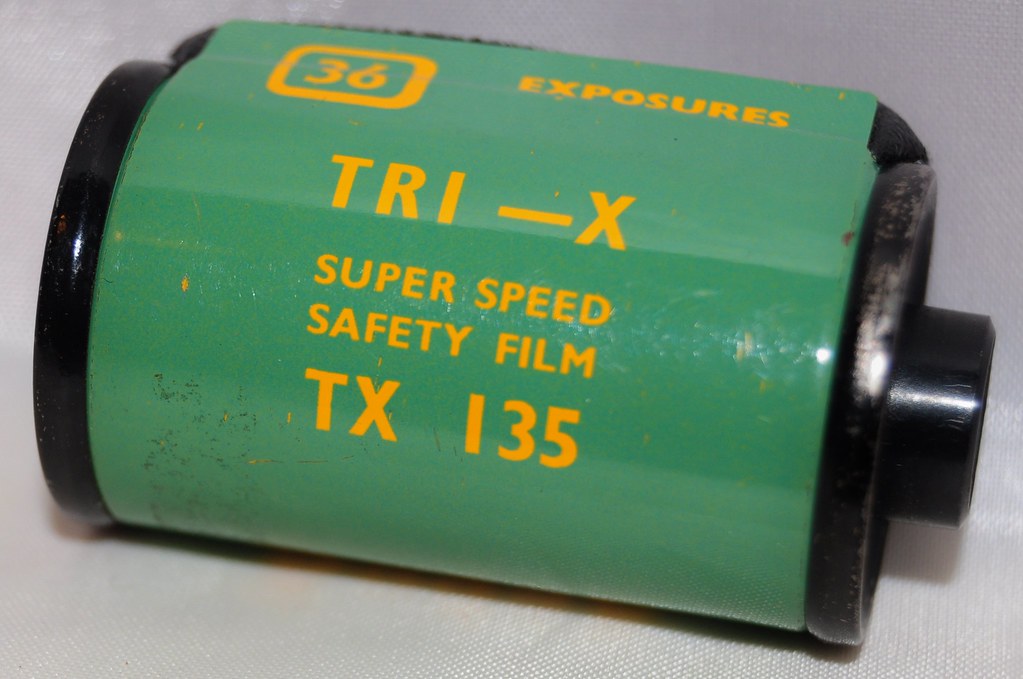 36 EXPOSURES
TRI—X
SUPER SPEED
SAFETY FILM
TX 135